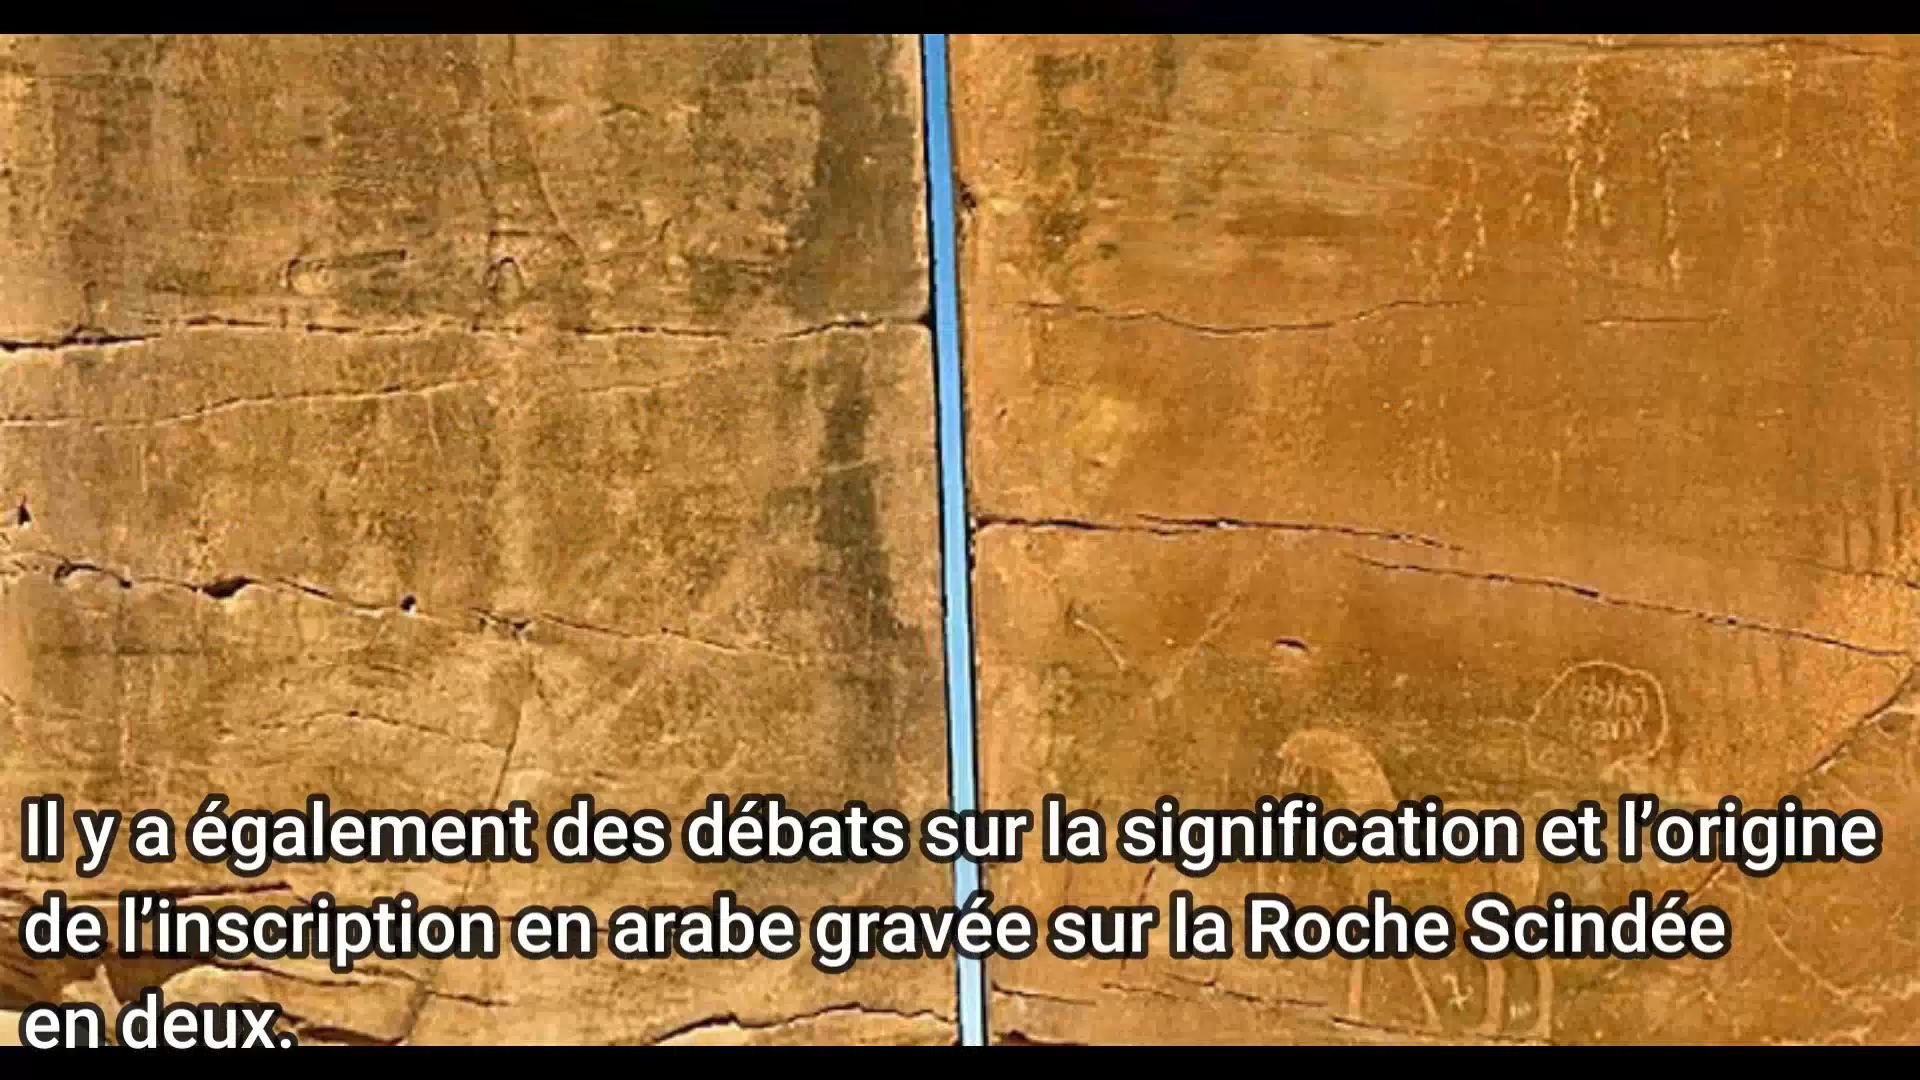 Il y a également des débats sur la signification et l’origine
de l’inscription en arabe gravée sur la Roche Scindée
en deux.